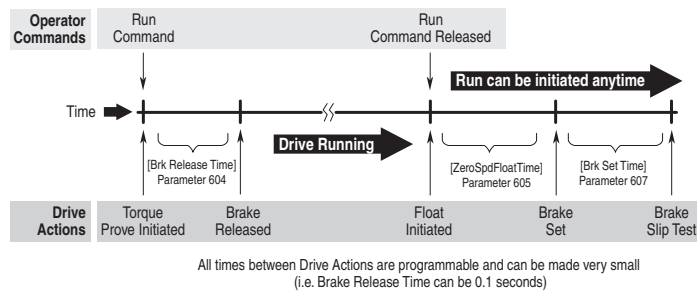 Operator
Commands
Run
Command
Run
Command Released
Run can be initiated anytime
Time
Drive Running
[Brk Release Time]
Parameter 604
[ZeroSpdFloatTime]
Parameter 605
[Brk Set Time]
Parameter 607
Drive
Actions
Torque
Prove Initiated
Brake
Released
Float
Initiated
Brake
Set
Brake
Slip Test
All times between Drive Actions are programmable and can be made very small
(i.e. Brake Release Time can be 0.1 seconds)